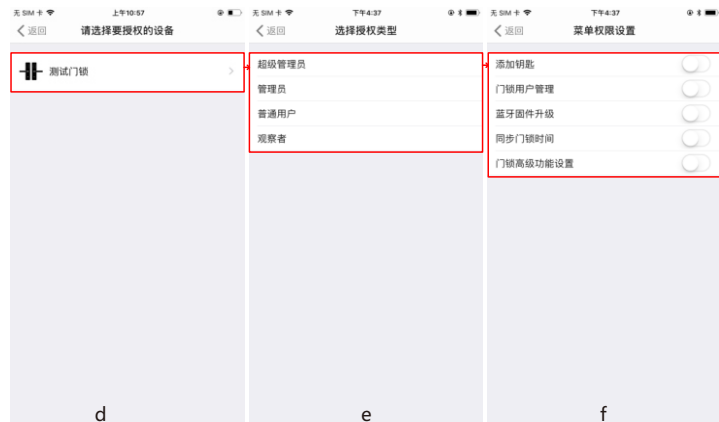 无 SIM 卡 上午10:57
返回 请选择要授权的设备
测试门锁
d
无 SIM 卡 下午4:37
返回 选择授权类型
超级管理员
管理员
普通用户
观察者
e
无 SIM 卡 下午4:37
返回 菜单权限设置
添加钥匙
门锁用户管理
蓝牙固件升级
同步门锁时间
门锁高级功能设置
f